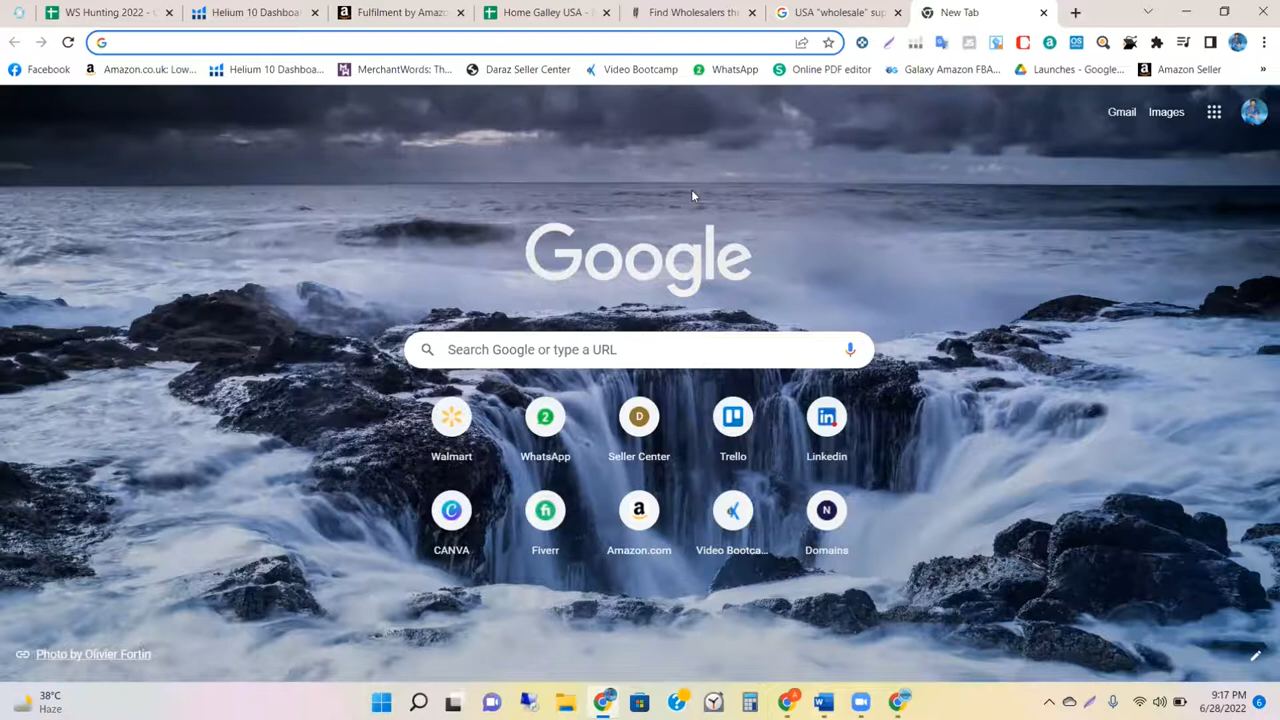 WS Hunting 2022 -
Helium 10 Dashboa
Fulfilment by Amaz
Home Galley USA -
Find Wholesalers the
USA "wholesale" sup
New Tab
Facebook
Amazon.co.uk: Low...
Helium 10 Dashboa...
MerchantWords: Th...
Daraz Seller Center
Video Bootcamp
2 WhatsApp
Online PDF editor
Galaxy Amazon FBA...
Launches - Google...
Amazon Seller
»
Gmail Images
Google
Search Google or type a URL
Walmart
2 WhatsApp
D Seller Center
Trello
Linkedin
CANVA
Fiverr
Amazon.com
Video Bootca...
N Domains
Photo by Olivier Fortin
38°C
Haze
9:17 PM
6/28/2022
6